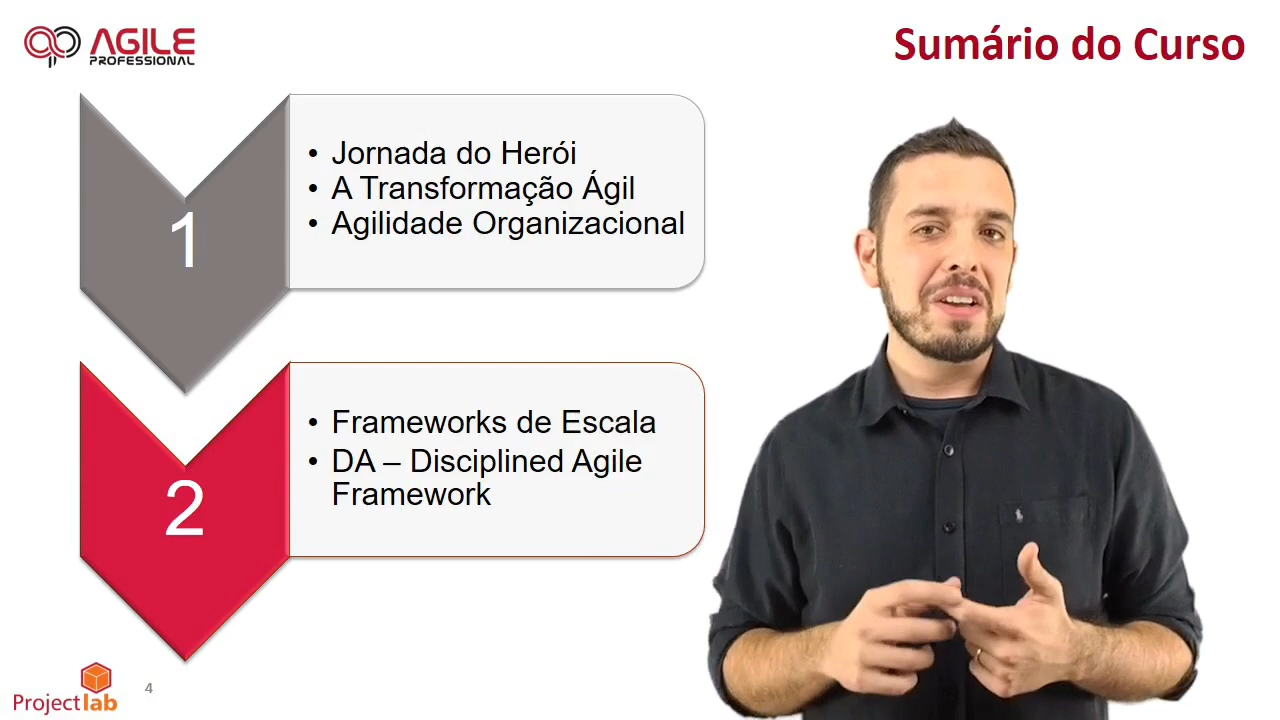 AGILE
PROFESSIONAL
Sumário do Curso
1
• Jornada do Herói
• A Transformação Ágil
• Agilidade Organizacional
2
• Frameworks de Escala
• DA – Disciplined Agile
Framework
Projectlab
4